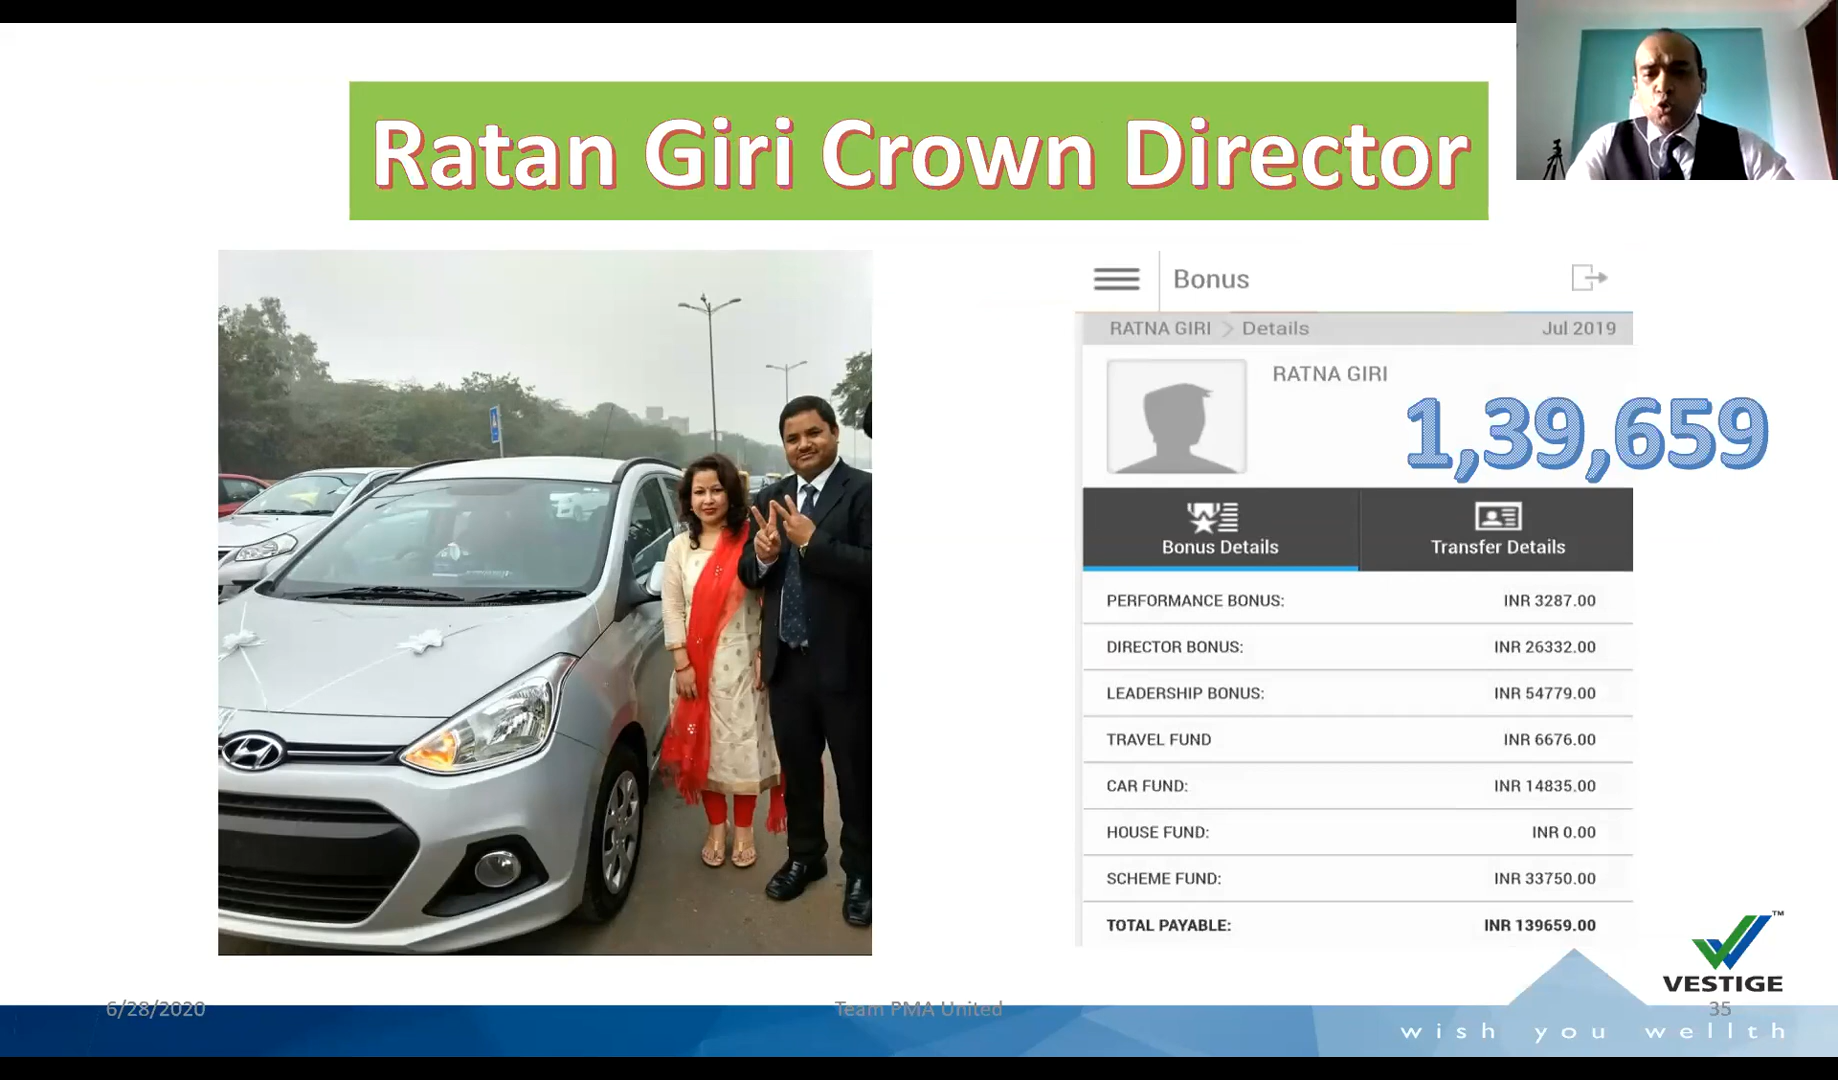 Ratan Giri Crown Director
Bonus
RATNA GIRI > Details Jul 2019
RATNA GIRI
1,39,659
Bonus Details Transfer Details
PERFORMANCE BONUS: INR 3287.00
DIRECTOR BONUS: INR 26332.00
LEADERSHIP BONUS: INR 54779.00
TRAVEL FUND INR 6676.00
CAR FUND: INR 14835.00
HOUSE FUND: INR 0.00
SCHEME FUND: INR 33750.00
TOTAL PAYABLE: INR 139659.00
VESTIGE™
6/28/2020 Team PMA United 35
wish you wellth